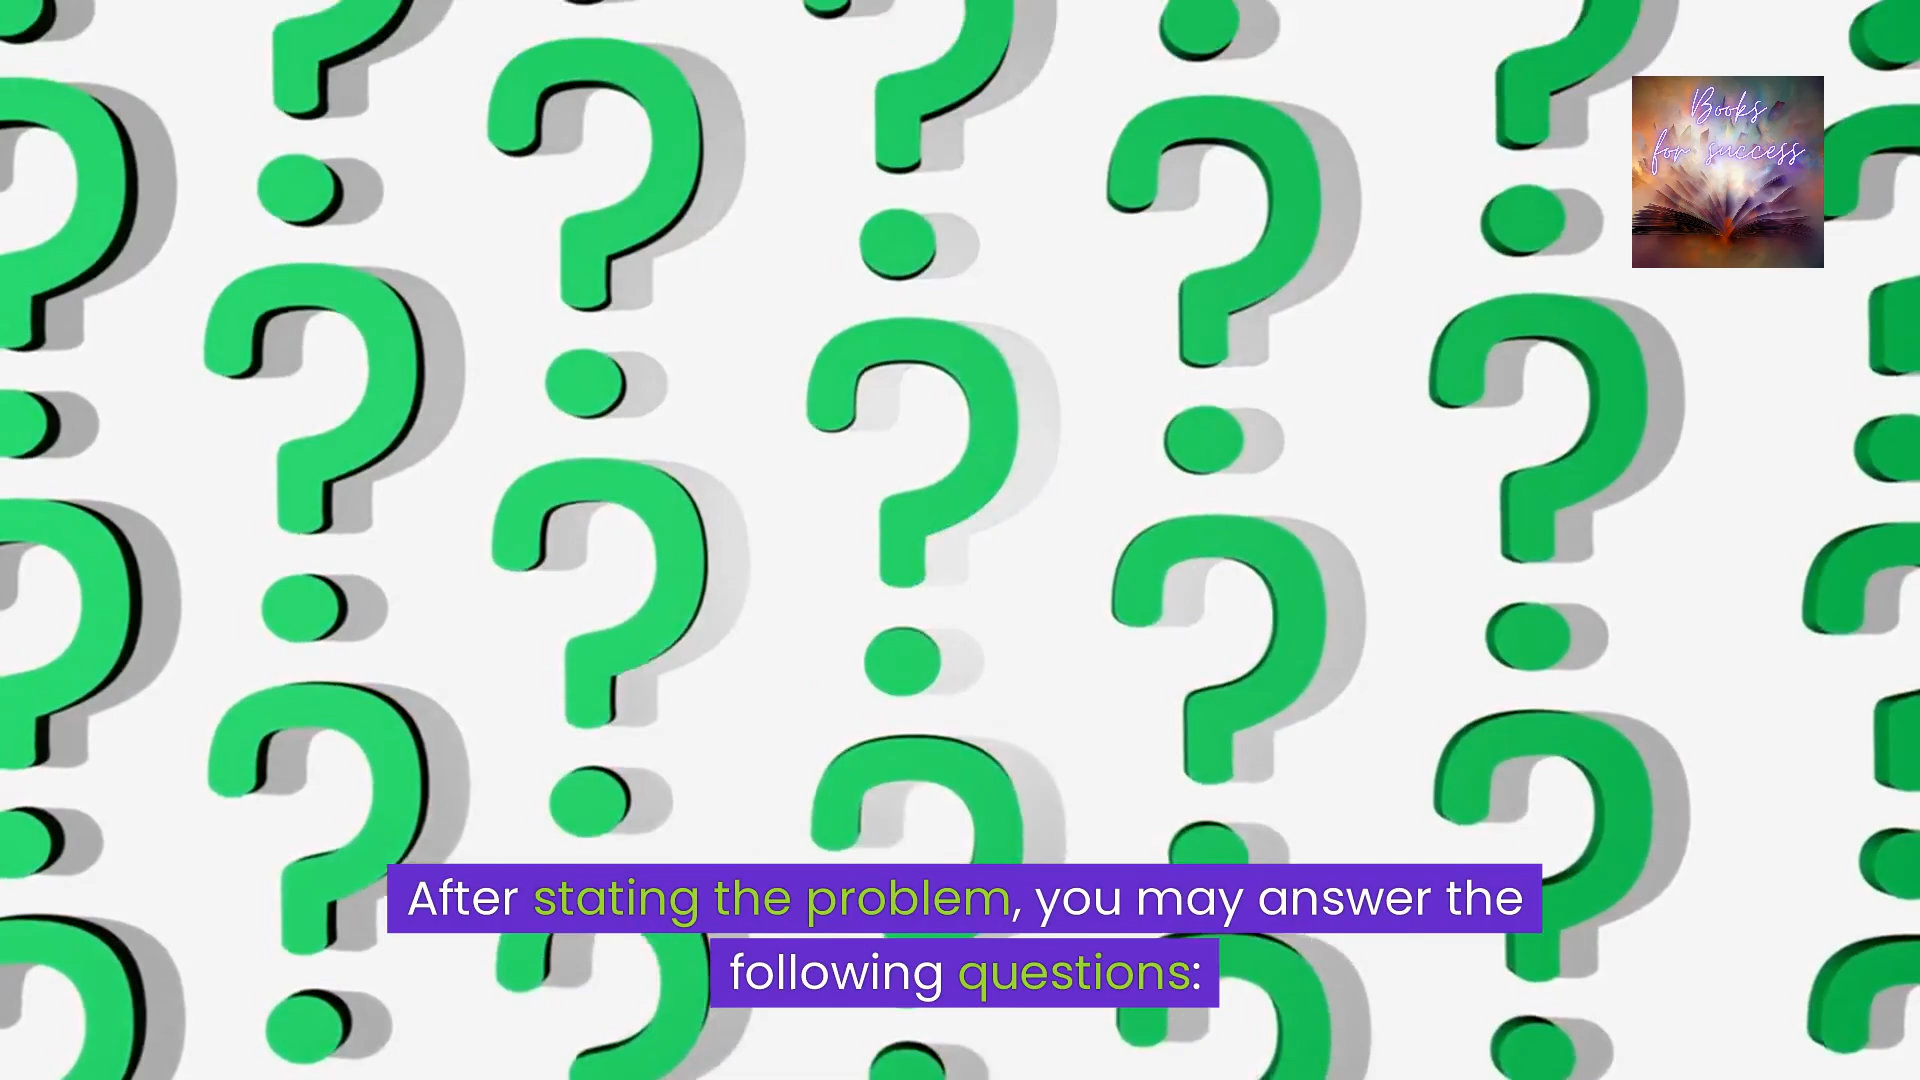 Books
for success
After stating the problem, you may answer the
following questions: